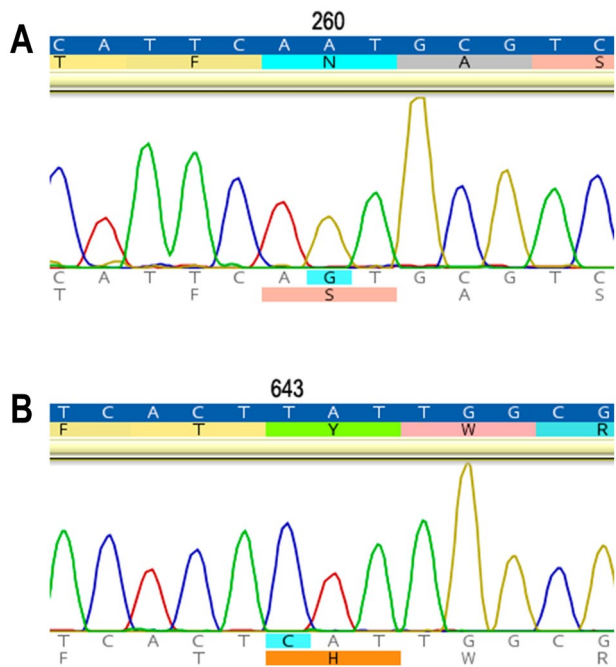 260
A
C A T T C A A T G C G T C
T F N A S
C A T T C A G T G C G T C
T F S A S
643
B
T C A C T T A T T G G C G
F T Y W R
T C A C T C A T T G G C G
F T H W R